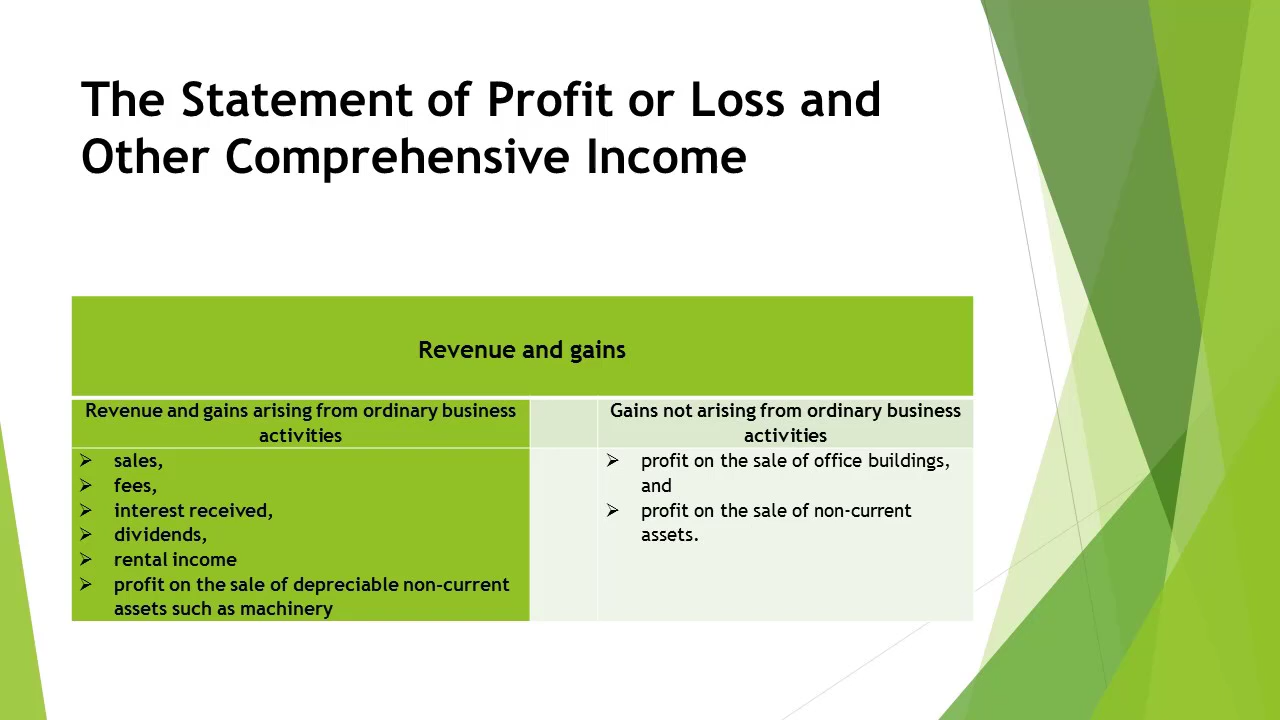 The Statement of Profit or Loss and
Other Comprehensive Income
Revenue and gains
Revenue and gains arising from ordinary business
activities
Gains not arising from ordinary business
activities
➢ sales,
➢ fees,
➢ interest received,
➢ dividends,
➢ rental income
➢ profit on the sale of depreciable non-current
assets such as machinery
➢ profit on the sale of office buildings,
and
➢ profit on the sale of non-current
assets.